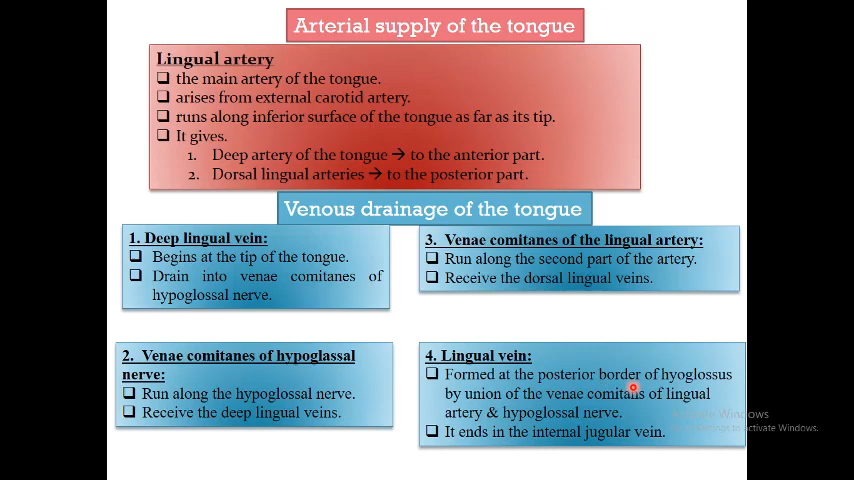 Arterial supply of the tongue
Lingual artery
❑ the main artery of the tongue.
❑ arises from external carotid artery.
❑ runs along inferior surface of the tongue as far as its tip.
❑ It gives.
1. Deep artery of the tongue → to the anterior part.
2. Dorsal lingual arteries → to the posterior part.
Venous drainage of the tongue
1. Deep lingual vein:
❑ Begins at the tip of the tongue.
❑ Drain into venae comitanes of
hypoglossal nerve.
2. Venae comitanes of hypoglassal
nerve:
❑ Run along the hypoglossal nerve.
❑ Receive the deep lingual veins.
3. Venae comitanes of the lingual artery:
❑ Run along the second part of the artery.
❑ Receive the dorsal lingual veins.
4. Lingual vein:
❑ Formed at the posterior border of hyoglossus
by union of the venae comitans of lingual
artery & hypoglossal nerve.
❑ It ends in the internal jugular vein.
Activate Windows
to activate Windows.